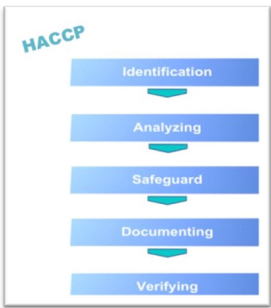 HACCP
Identification
Analyzing
Safeguard
Documenting
Verifying